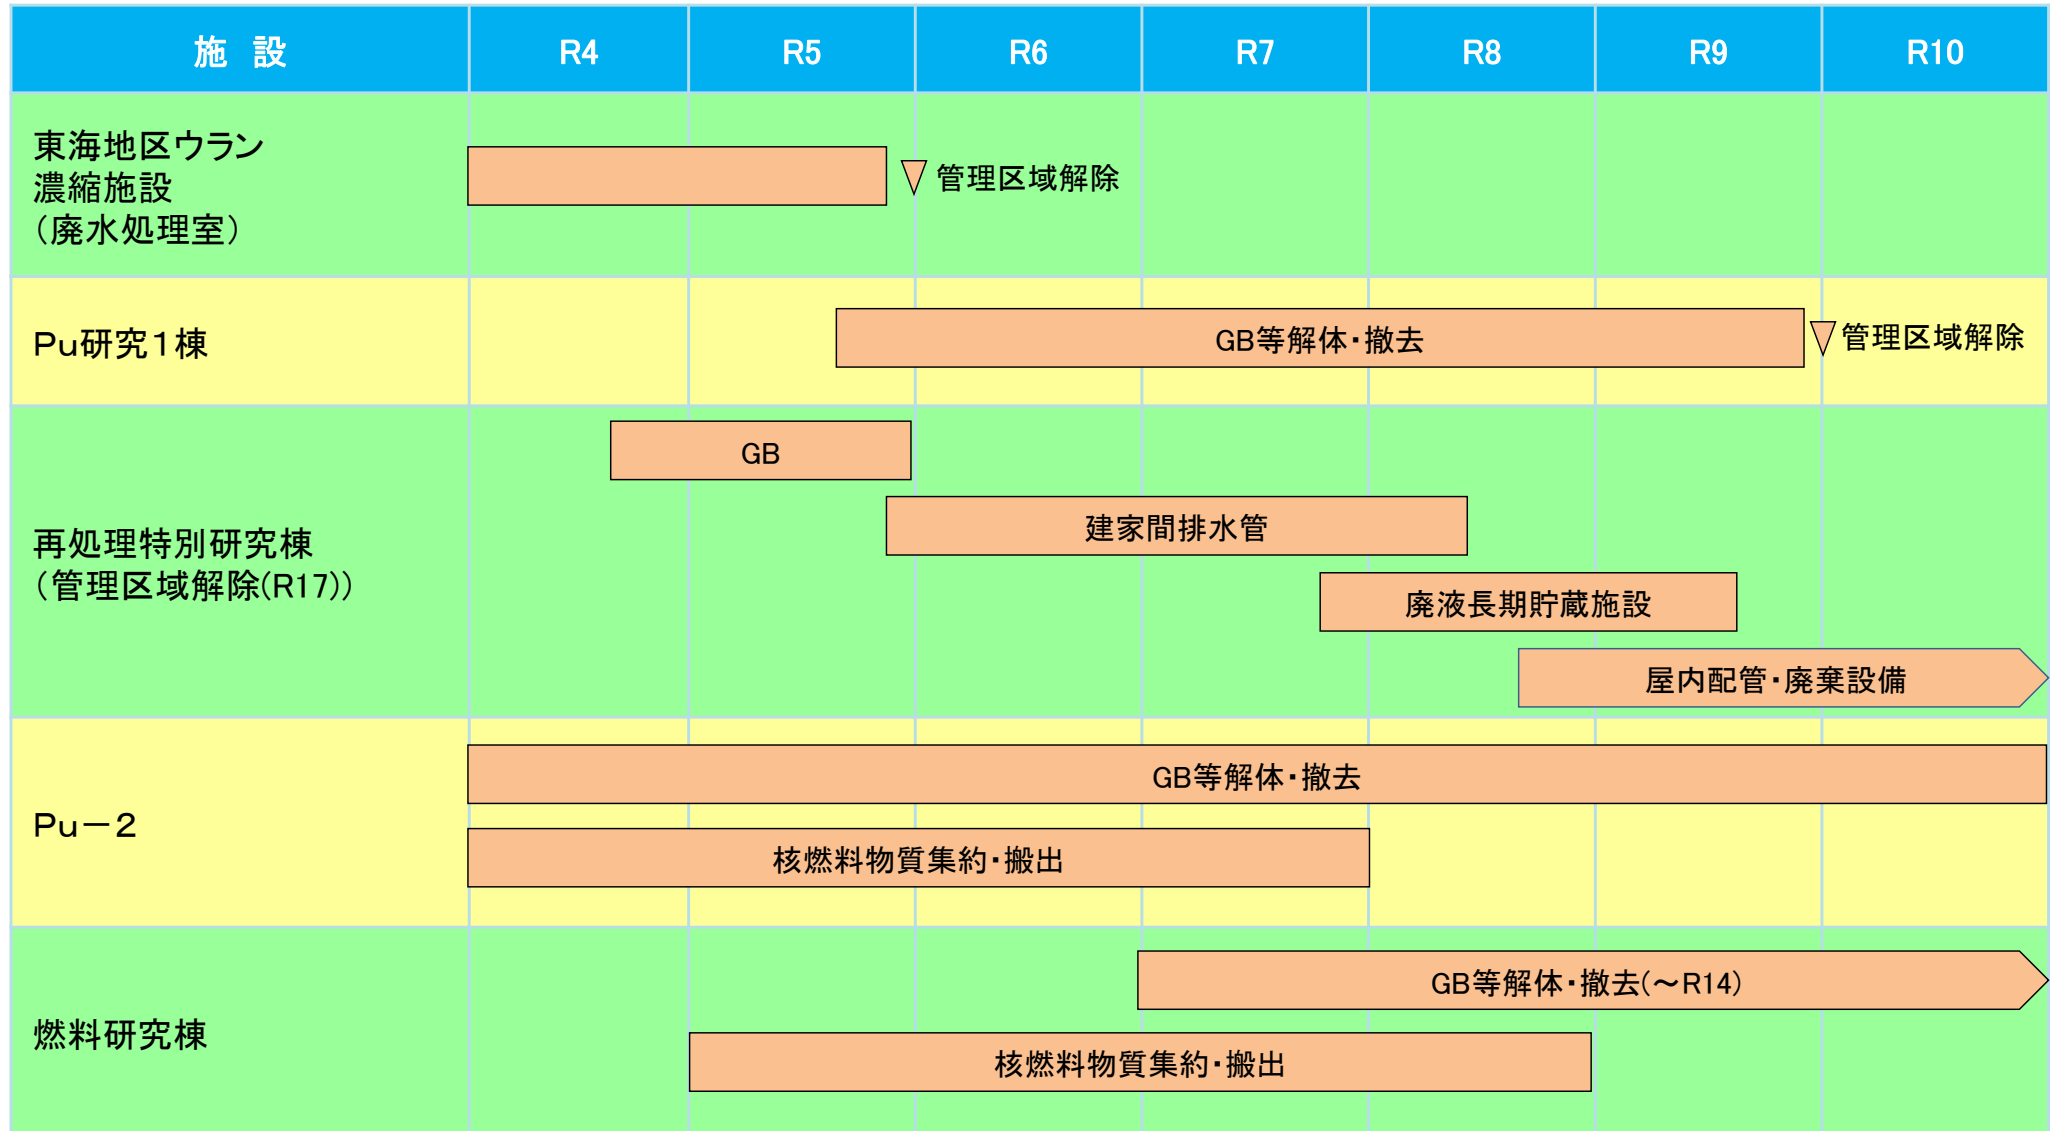 施　設
R4
R5
R6
R7
R8
R9
R10
東海地区ウラン
濃縮施設
（廃水処理室）
管理区域解除
Pu研究１棟
GB等解体・撤去
管理区域解除
再処理特別研究棟
（管理区域解除(R17)）
GB
建家間排水管
廃液長期貯蔵施設
屋内配管・廃棄設備
Pu－2
GB等解体・撤去
核燃料物質集約・搬出
燃料研究棟
GB等解体・撤去(～R14)
核燃料物質集約・搬出